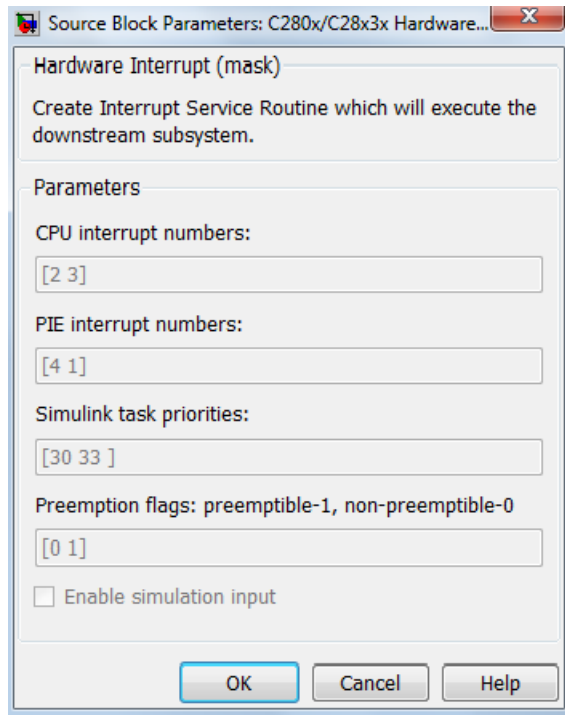 Source Block Parameters: C280x/C28x3x Hardware...
Hardware Interrupt (mask)
Create Interrupt Service Routine which will execute the
downstream subsystem.
Parameters
CPU interrupt numbers:
[2 3]
PIE interrupt numbers:
[4 1]
Simulink task priorities:
[30 33 ]
Preemption flags: preemptible-1, non-preemptible-0
[0 1]
Enable simulation input
OK Cancel Help